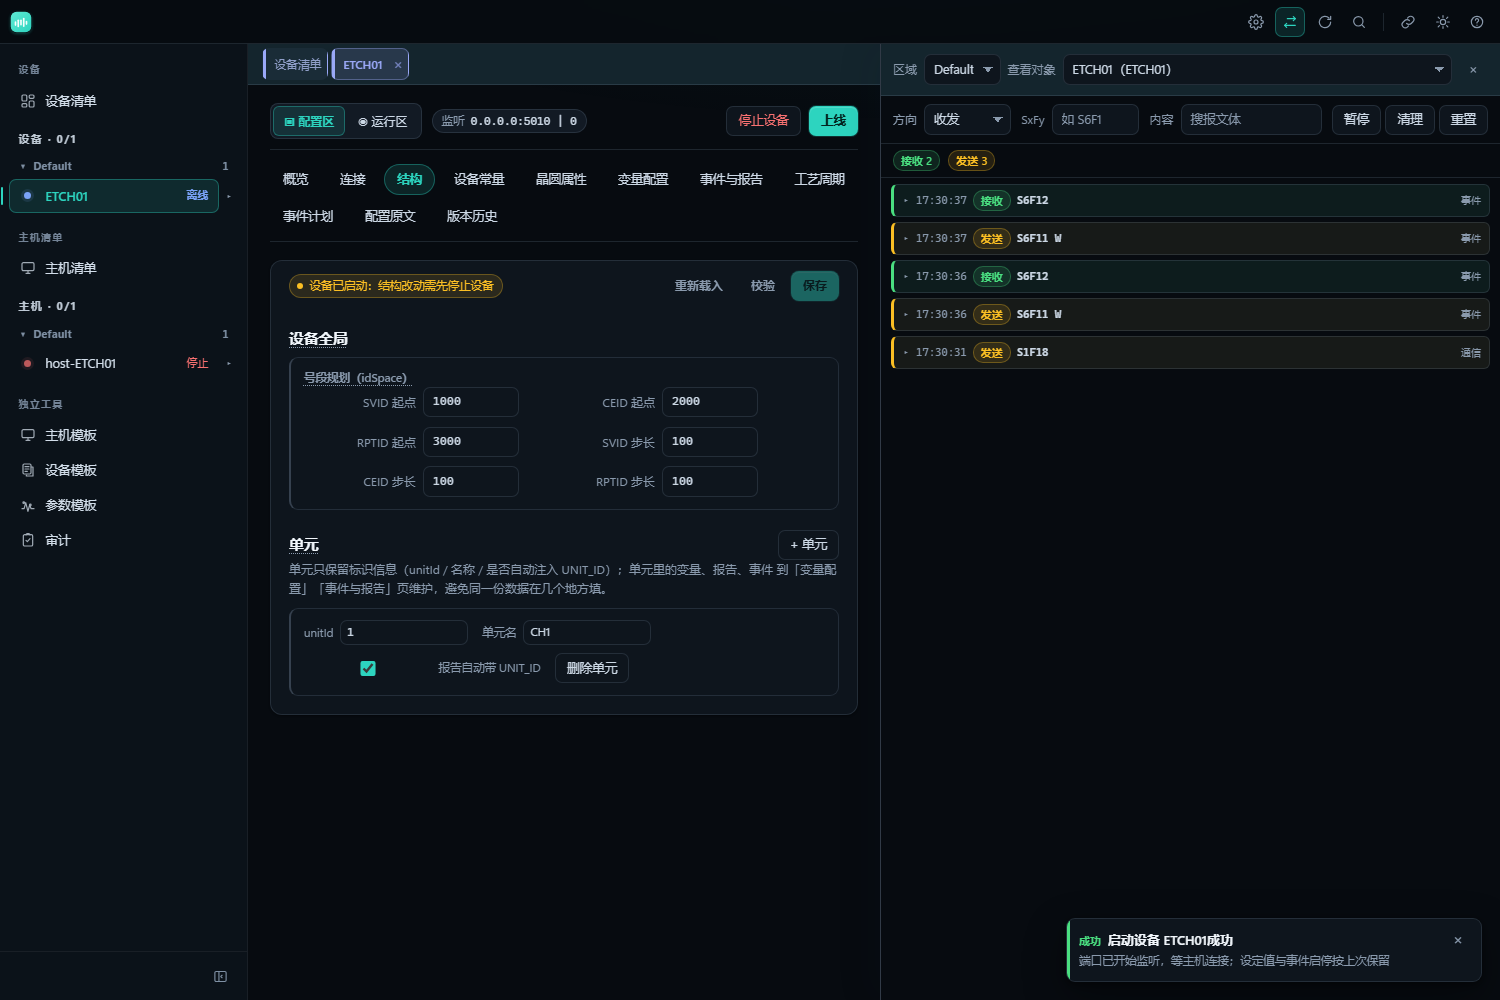 设备
设备清单
设备 · 0/1
Default 1
ETCH01 离线
主机清单
主机清单
主机 · 0/1
Default 1
host-ETCH01 停止
独立工具
主机模板
设备模板
参数模板
审计
设备清单
ETCH01 ×
配置区 运行区 监听 0.0.0.0:5010 | 0 停止设备 上线
概览 连接 结构 设备常量 晶圆属性 变量配置 事件与报告 工艺周期
事件计划 配置原文 版本历史
设备已启动：结构改动需先停止设备 重新载入 校验 保存
设备全局
号段规划（idSpace）
SVID 起点 1000 CEID 起点 2000
RPTID 起点 3000 SVID 步长 100
CEID 步长 100 RPTID 步长 100
单元 + 单元
单元只保留标识信息（unitId / 名称 / 是否自动注入 UNIT_ID）；单元里的变量、报告、事件 到「变量配
置」「事件与报告」页维护，避免同一份数据在几个地方填。
unitId 1 单元名 CH1
报告自动带 UNIT_ID 删除单元
区域 Default 查看对象 ETCH01（ETCH01） ×
方向 收发 SxFy 如 S6F1 内容 搜报文体 暂停 清理 重置
接收 2 发送 3
17:30:37 接收 S6F12 事件
17:30:37 发送 S6F11 W 事件
17:30:36 接收 S6F12 事件
17:30:36 发送 S6F11 W 事件
17:30:31 发送 S1F18 通信
成功 启动设备 ETCH01成功 ×
端口已开始监听，等主机连接；设定值与事件启停按上次保留